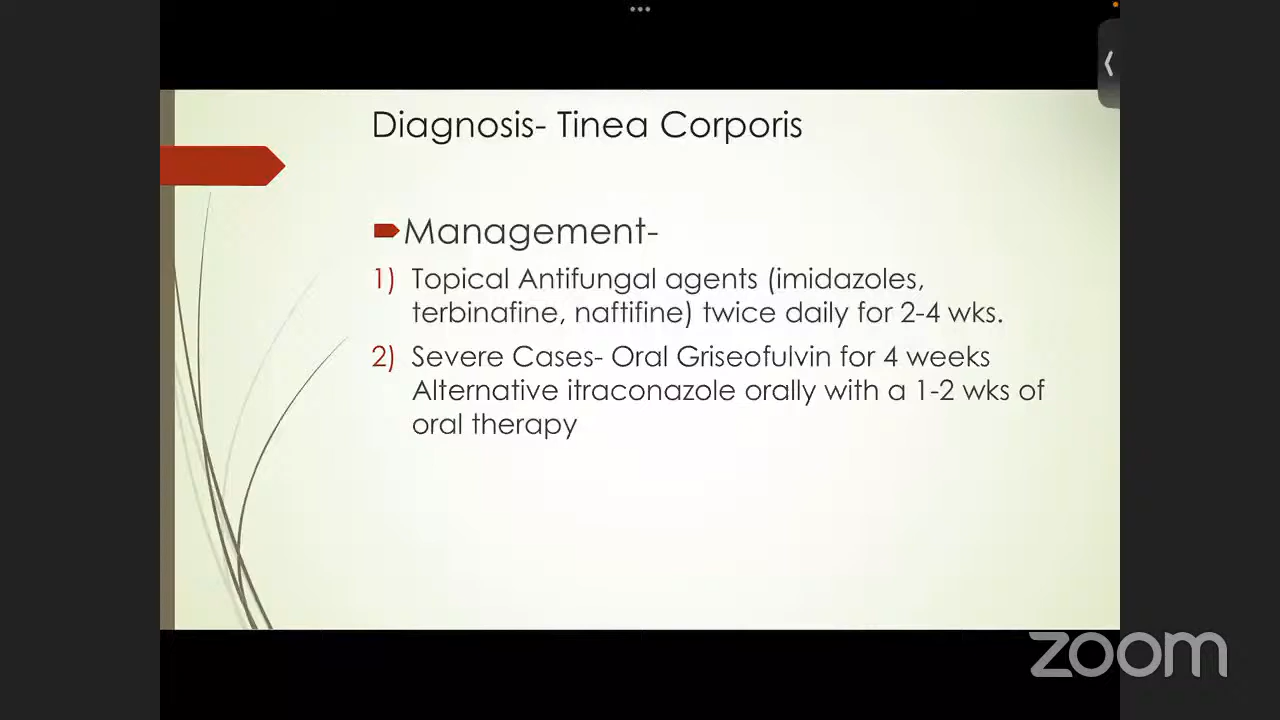 Diagnosis- Tinea Corporis
Management-
1) Topical Antifungal agents (imidazoles,
terbinafine, naftifine) twice daily for 2-4 wks.
2) Severe Cases- Oral Griseofulvin for 4 weeks
Alternative itraconazole orally with a 1-2 wks of
oral therapy
zoom